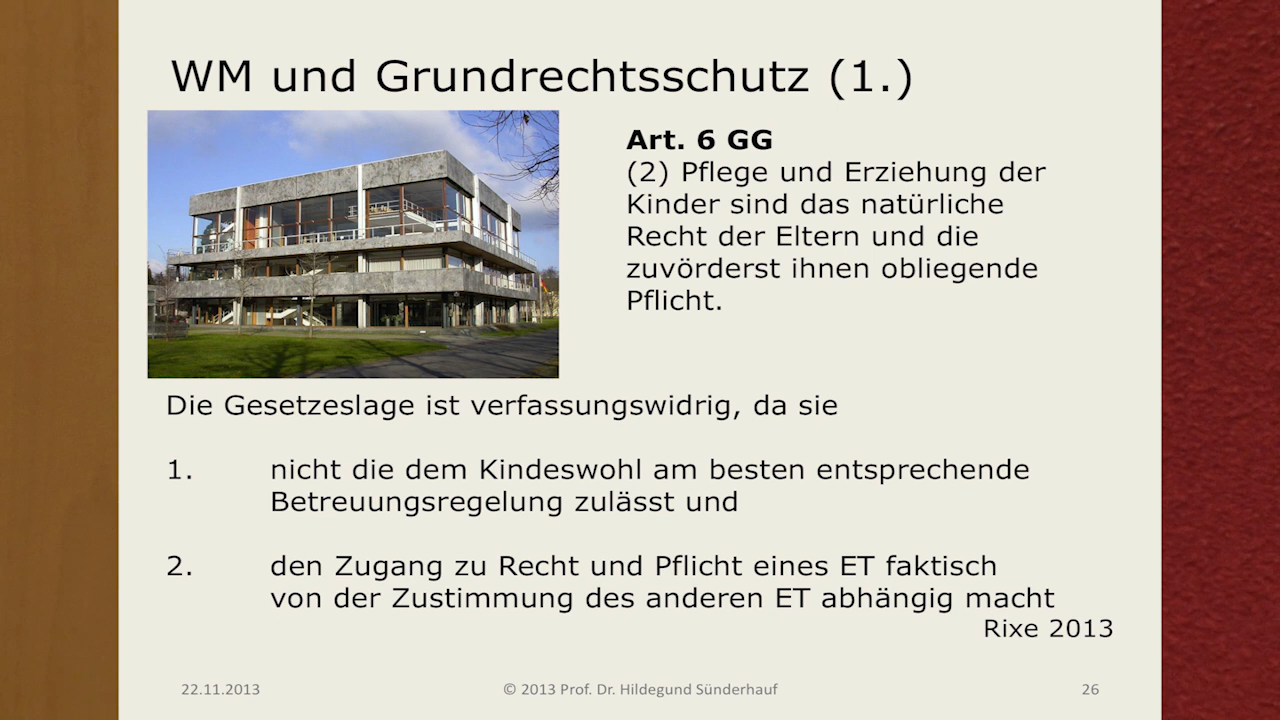 WM und Grundrechtsschutz (1.)
Art. 6 GG
(2) Pflege und Erziehung der
Kinder sind das natürliche
Recht der Eltern und die
zuvörderst ihnen obliegende
Pflicht.
Die Gesetzeslage ist verfassungswidrig, da sie
1. nicht die dem Kindeswohl am besten entsprechende
Betreuungsregelung zulässt und
2. den Zugang zu Recht und Pflicht eines ET faktisch
von der Zustimmung des anderen ET abhängig macht
Rixe 2013
22.11.2013 © 2013 Prof. Dr. Hildegund Sünderhauf 26